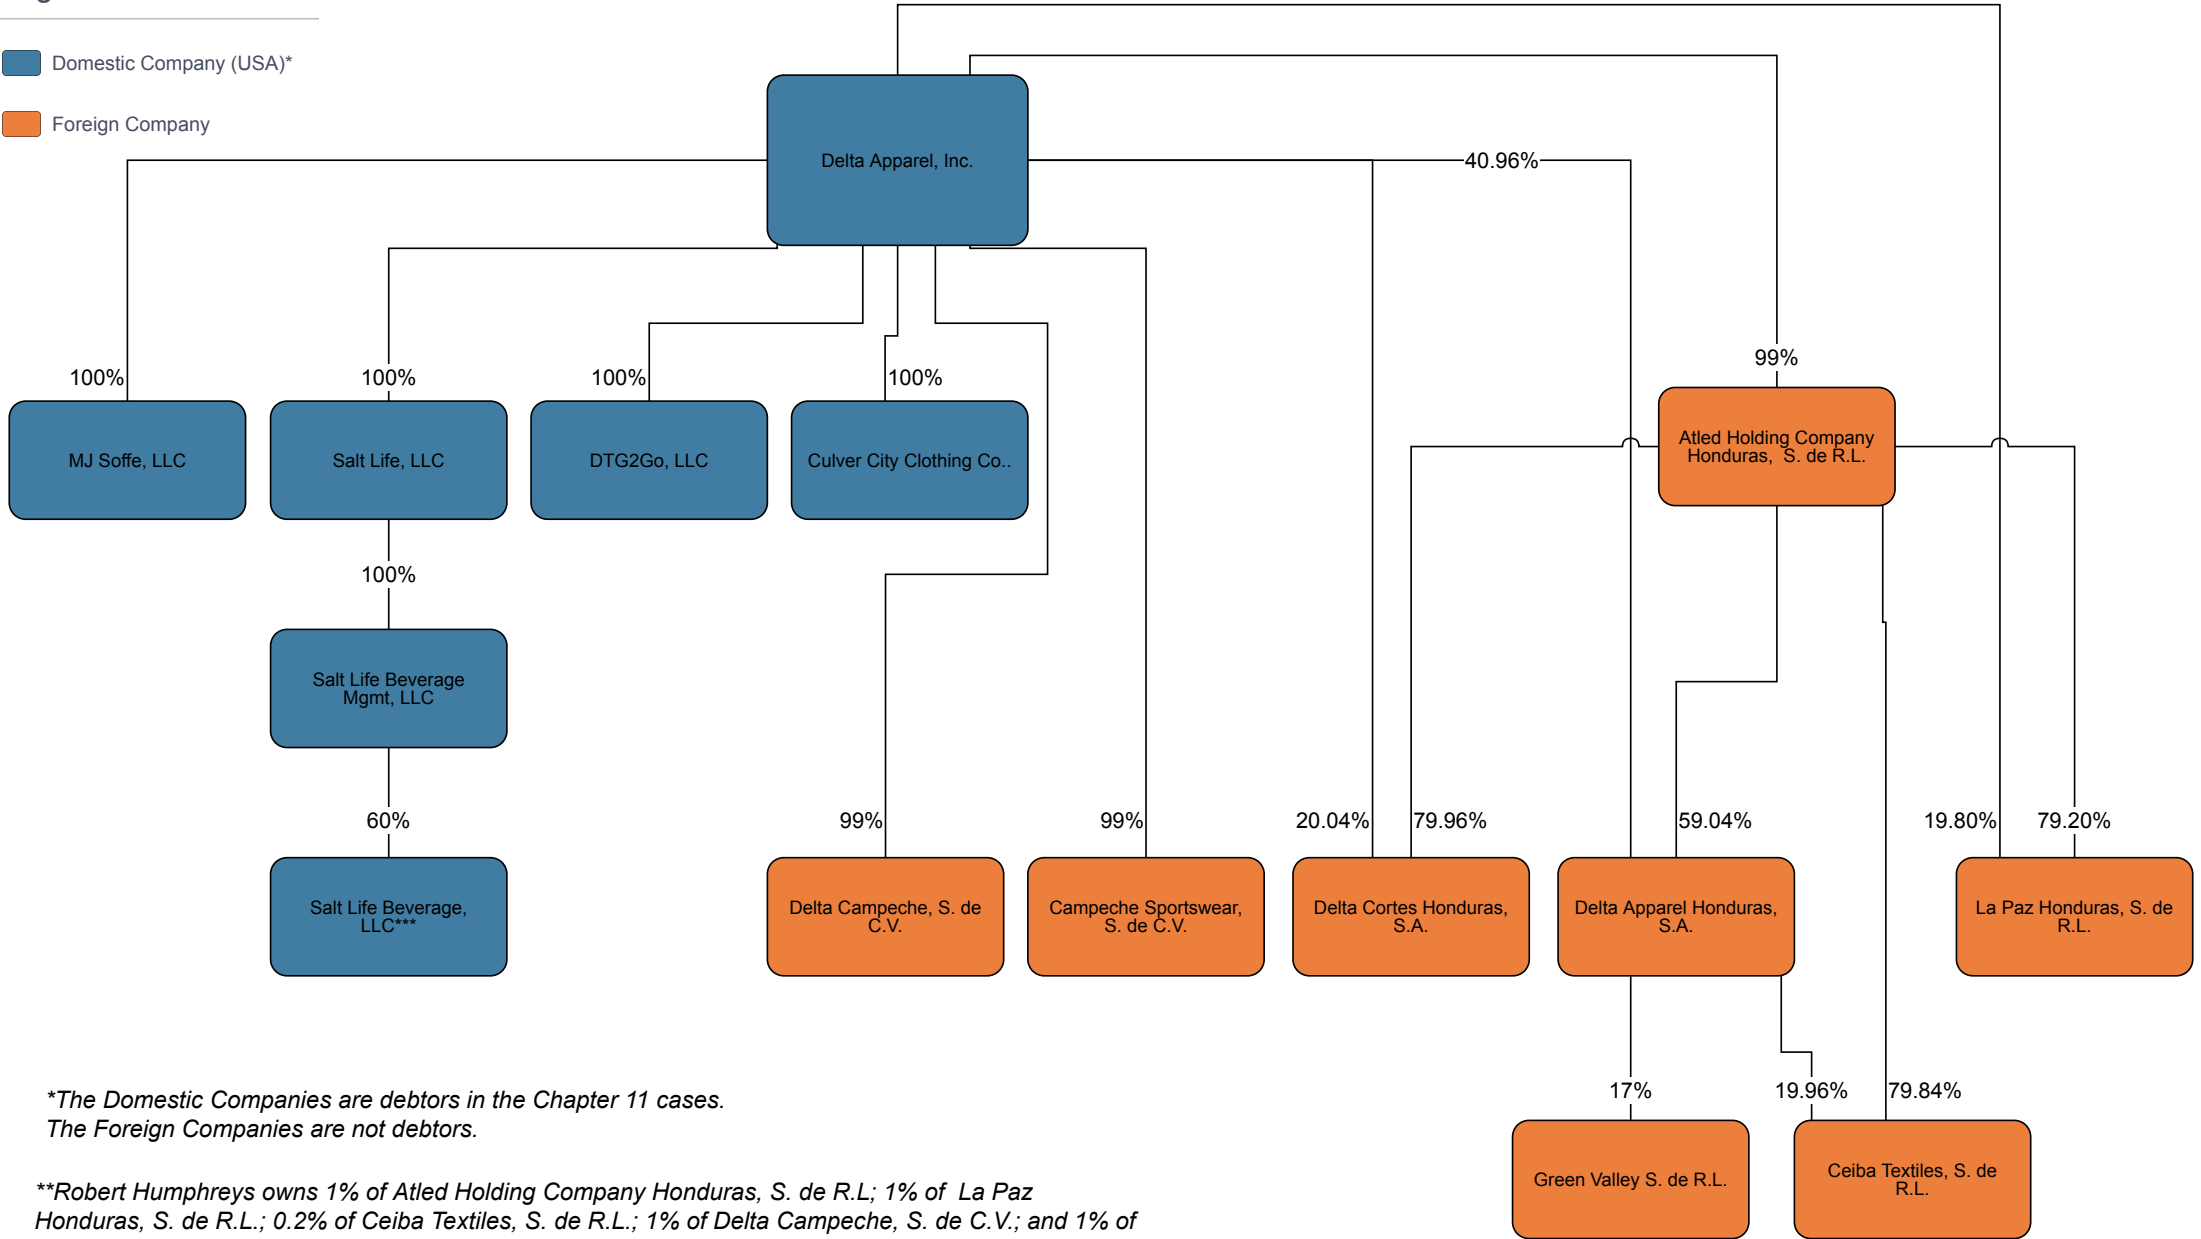 Domestic Company (USA)*
Foreign Company
Delta Apparel, Inc.
40.96%
99%
100%
100%
100%
100%
MJ Soffe, LLC
Salt Life, LLC
DTG2Go, LLC
Culver City Clothing Co..
Atled Holding Company
Honduras, S. de R.L.
100%
Salt Life Beverage
Mgmt, LLC
60%
99%
99%
20.04%
79.96%
59.04%
19.80%
79.20%
Salt Life Beverage,
LLC***
Delta Campeche, S. de
C.V.
Campeche Sportswear,
S. de C.V.
Delta Cortes Honduras,
S.A.
Delta Apparel Honduras,
S.A.
La Paz Honduras, S. de
R.L.
17%
19.96%
79.84%
Green Valley S. de R.L.
Ceiba Textiles, S. de
R.L.
*The Domestic Companies are debtors in the Chapter 11 cases.
The Foreign Companies are not debtors.
**Robert Humphreys owns 1% of Atled Holding Company Honduras, S. de R.L; 1% of La Paz
Honduras, S. de R.L.; 0.2% of Ceiba Textiles, S. de R.L.; 1% of Delta Campeche, S. de C.V.; and 1% of